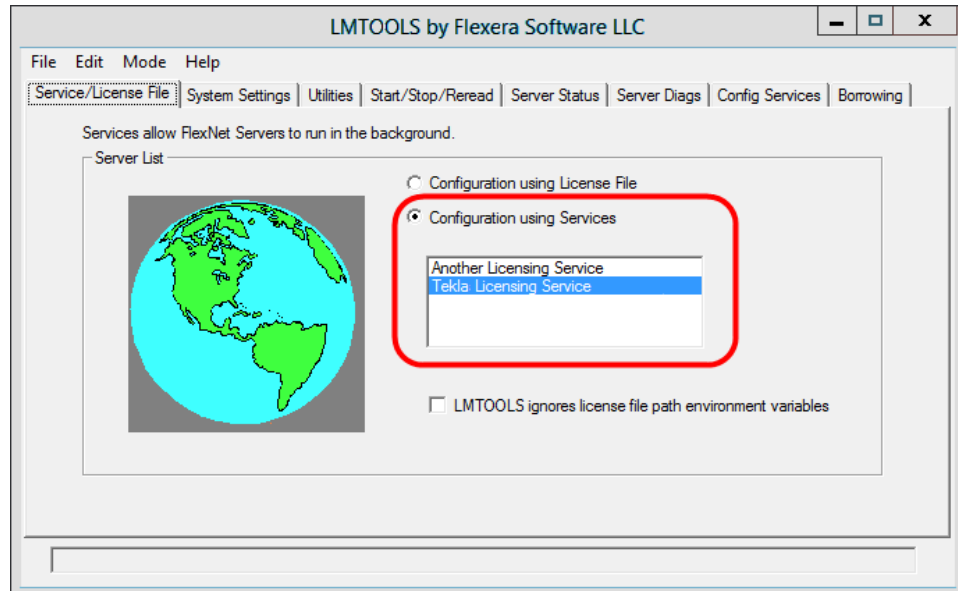 LMTOOLS by Flexera Software LLC
File Edit Mode Help
Service/License File System Settings Utilities Start/Stop/Reread Server Status Server Diags Config Services Borrowing
Services allow FlexNet Servers to run in the background.
Server List
Configuration using License File
Configuration using Services
Another Licensing Service
Tekla Licensing Service
LMTOOLS ignores license file path environment variables